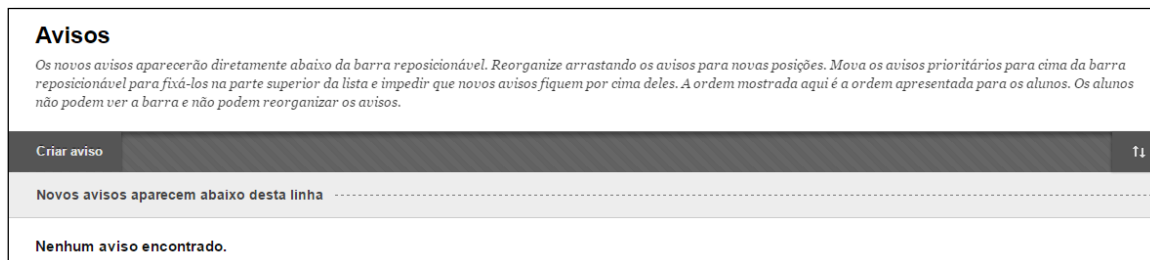 Avisos
Os novos avisos aparecerão diretamente abaixo da barra reposicionável. Reorganize arrastando os avisos para novas posições. Mova os avisos prioritários para cima da barra
reposicionável para fixá-los na parte superior da lista e impedir que novos avisos fiquem por cima deles. A ordem mostrada aqui é a ordem apresentada para os alunos. Os alunos
não podem ver a barra e não podem reorganizar os avisos.
Criar aviso
Novos avisos aparecem abaixo desta linha
Nenhum aviso encontrado.